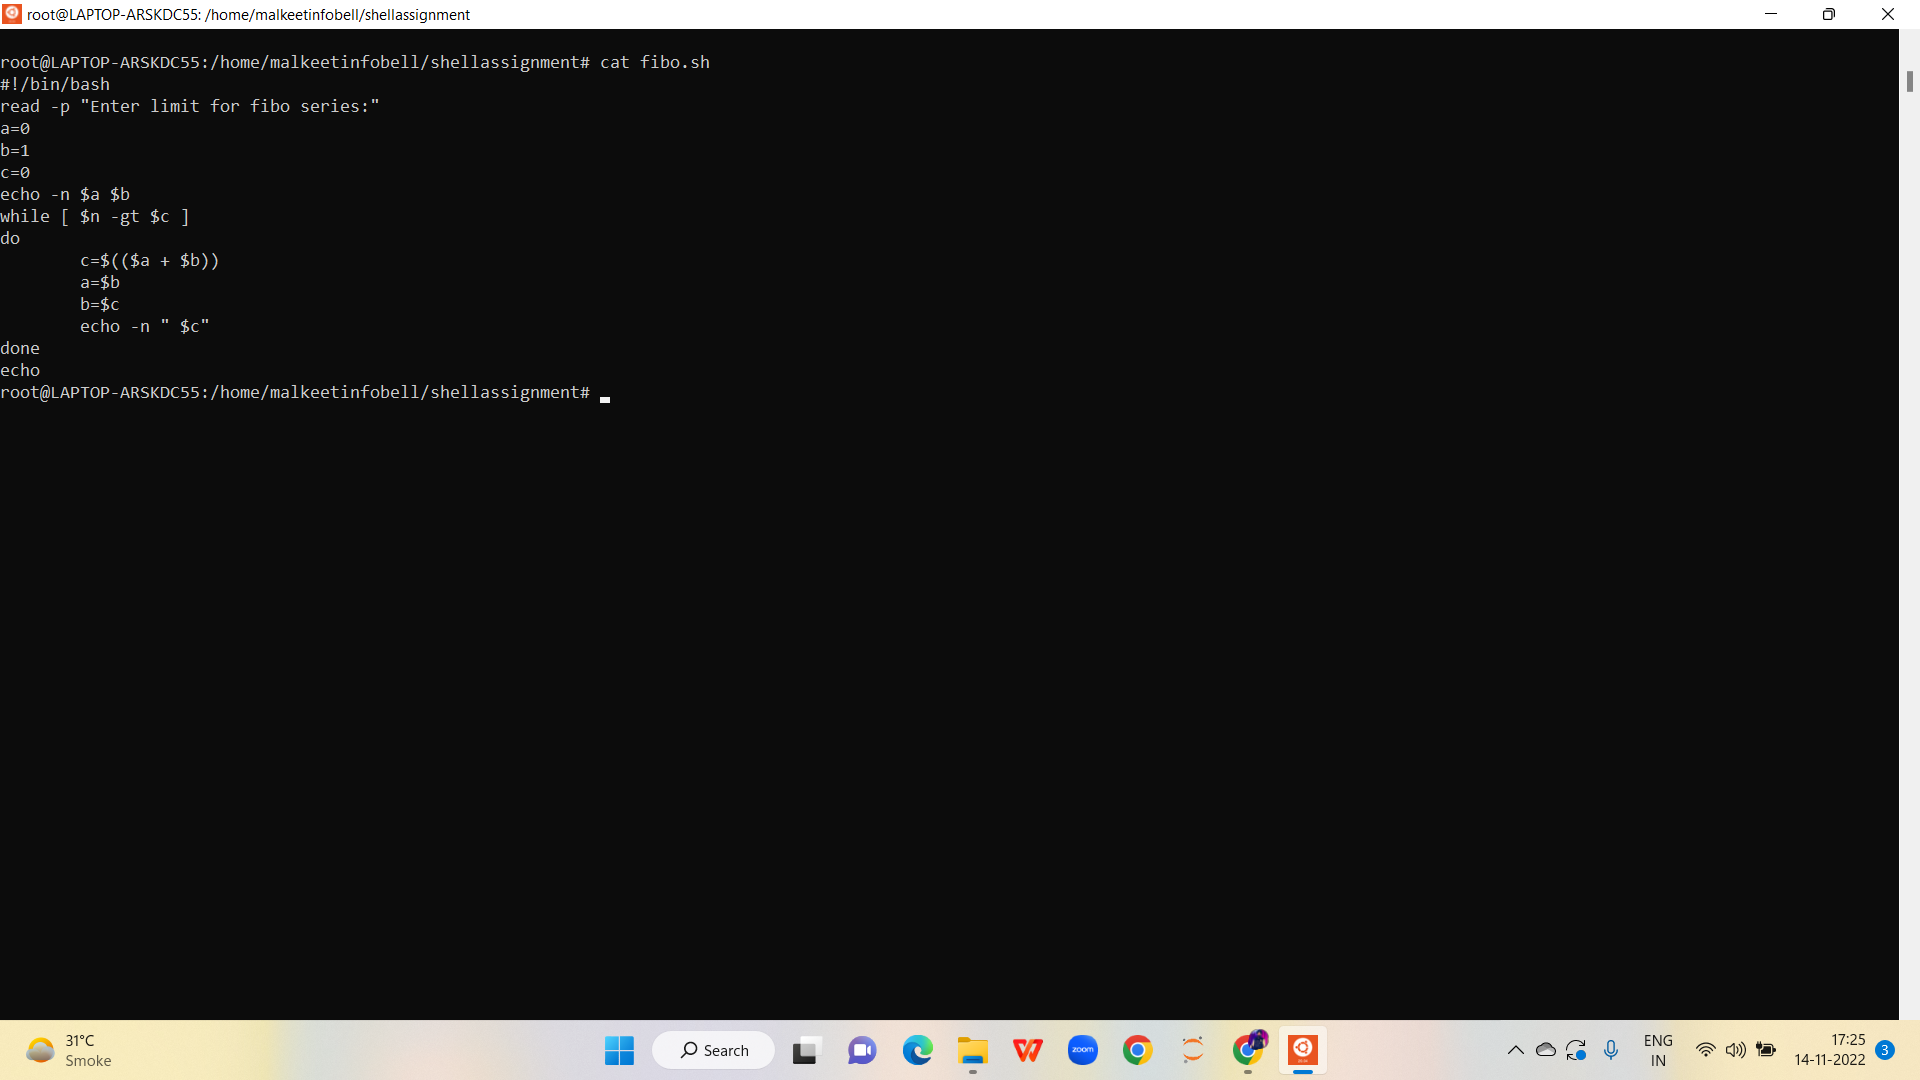 root@LAPTOP-ARSKDC55: /home/malkeetinfobell/shellassignment
root@LAPTOP-ARSKDC55:/home/malkeetinfobell/shellassignment# cat fibo.sh
#!/bin/bash
read -p "Enter limit for fibo series:"
a=0
b=1
c=0
echo -n $a $b
while [ $n -gt $c ]
do
        c=$(($a + $b))
        a=$b
        b=$c
        echo -n " $c"
done
echo
root@LAPTOP-ARSKDC55:/home/malkeetinfobell/shellassignment#
31°C
Smoke
Search
zoom
ENG
IN
17:25
14-11-2022
3